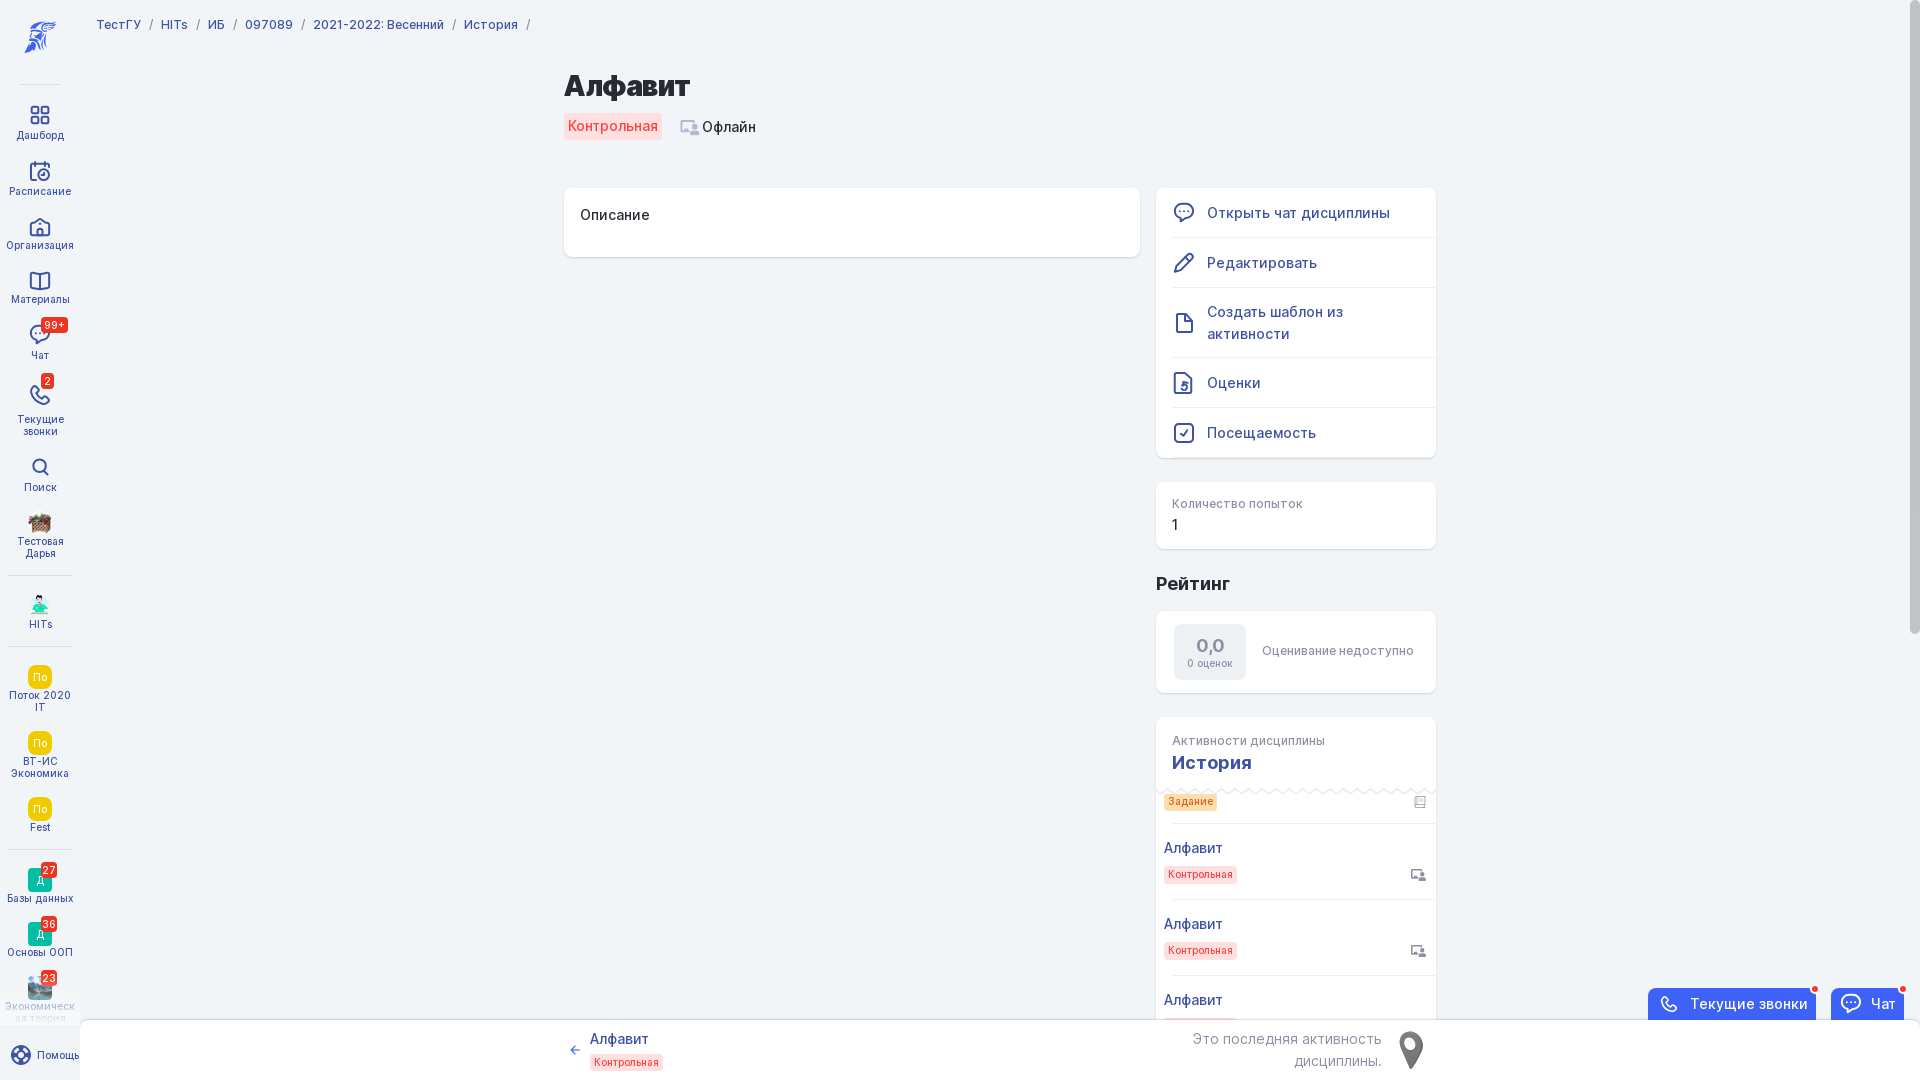 ТестГУ / HITs / ИБ / 097089 / 2021-2022: Весенний / История /
Дашборд
Расписание
Организация
Материалы
99+
Чат
2
Текущие
звонки
Поиск
Тестовая
Дарья
HITs
По
Поток 2020
IT
По
ВТ-ИС
Экономика
По
Fest
27
Д
Базы данных
36
Д
Основы ООП
23
Экономическ
ая теория
Помощь
Алфавит
Контрольная
Офлайн
Описание
Открыть чат дисциплины
Редактировать
Создать шаблон из
активности
5
Оценки
Посещаемость
Количество попыток
1
Рейтинг
0,0
0 оценок
Оценивание недоступно
Активности дисциплины
История
Задание
Алфавит
Контрольная
Алфавит
Контрольная
Алфавит
Текущие звонки
Чат
Алфавит
Контрольная
Это последняя активность
дисциплины.